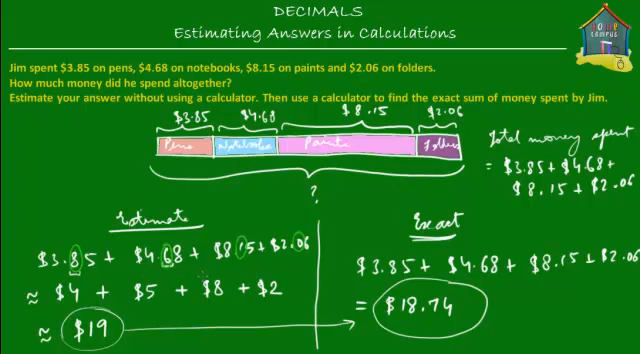 DECIMALS
Estimating Answers in Calculations
HOME
CAMPUS
Jim spent $3.85 on pens, $4.68 on notebooks, $8.15 on paints and $2.06 on folders.
How much money did he spend altogether?
Estimate your answer without using a calculator. Then use a calculator to find the exact sum of money spent by Jim.
$3.85 $4.68 $8.15 $2.06
Pens Notebooks Paints Folders
?
Total money spent
= $3.85 + $4.68 +
$8.15 + $2.06
Estimate
$3.85 + $4.68 + $8.15 + $2.06
≈ $4 + $5 + $8 + $2
≈ $19
Exact
$3.85 + $4.68 + $8.15 + $2.06
= $18.74